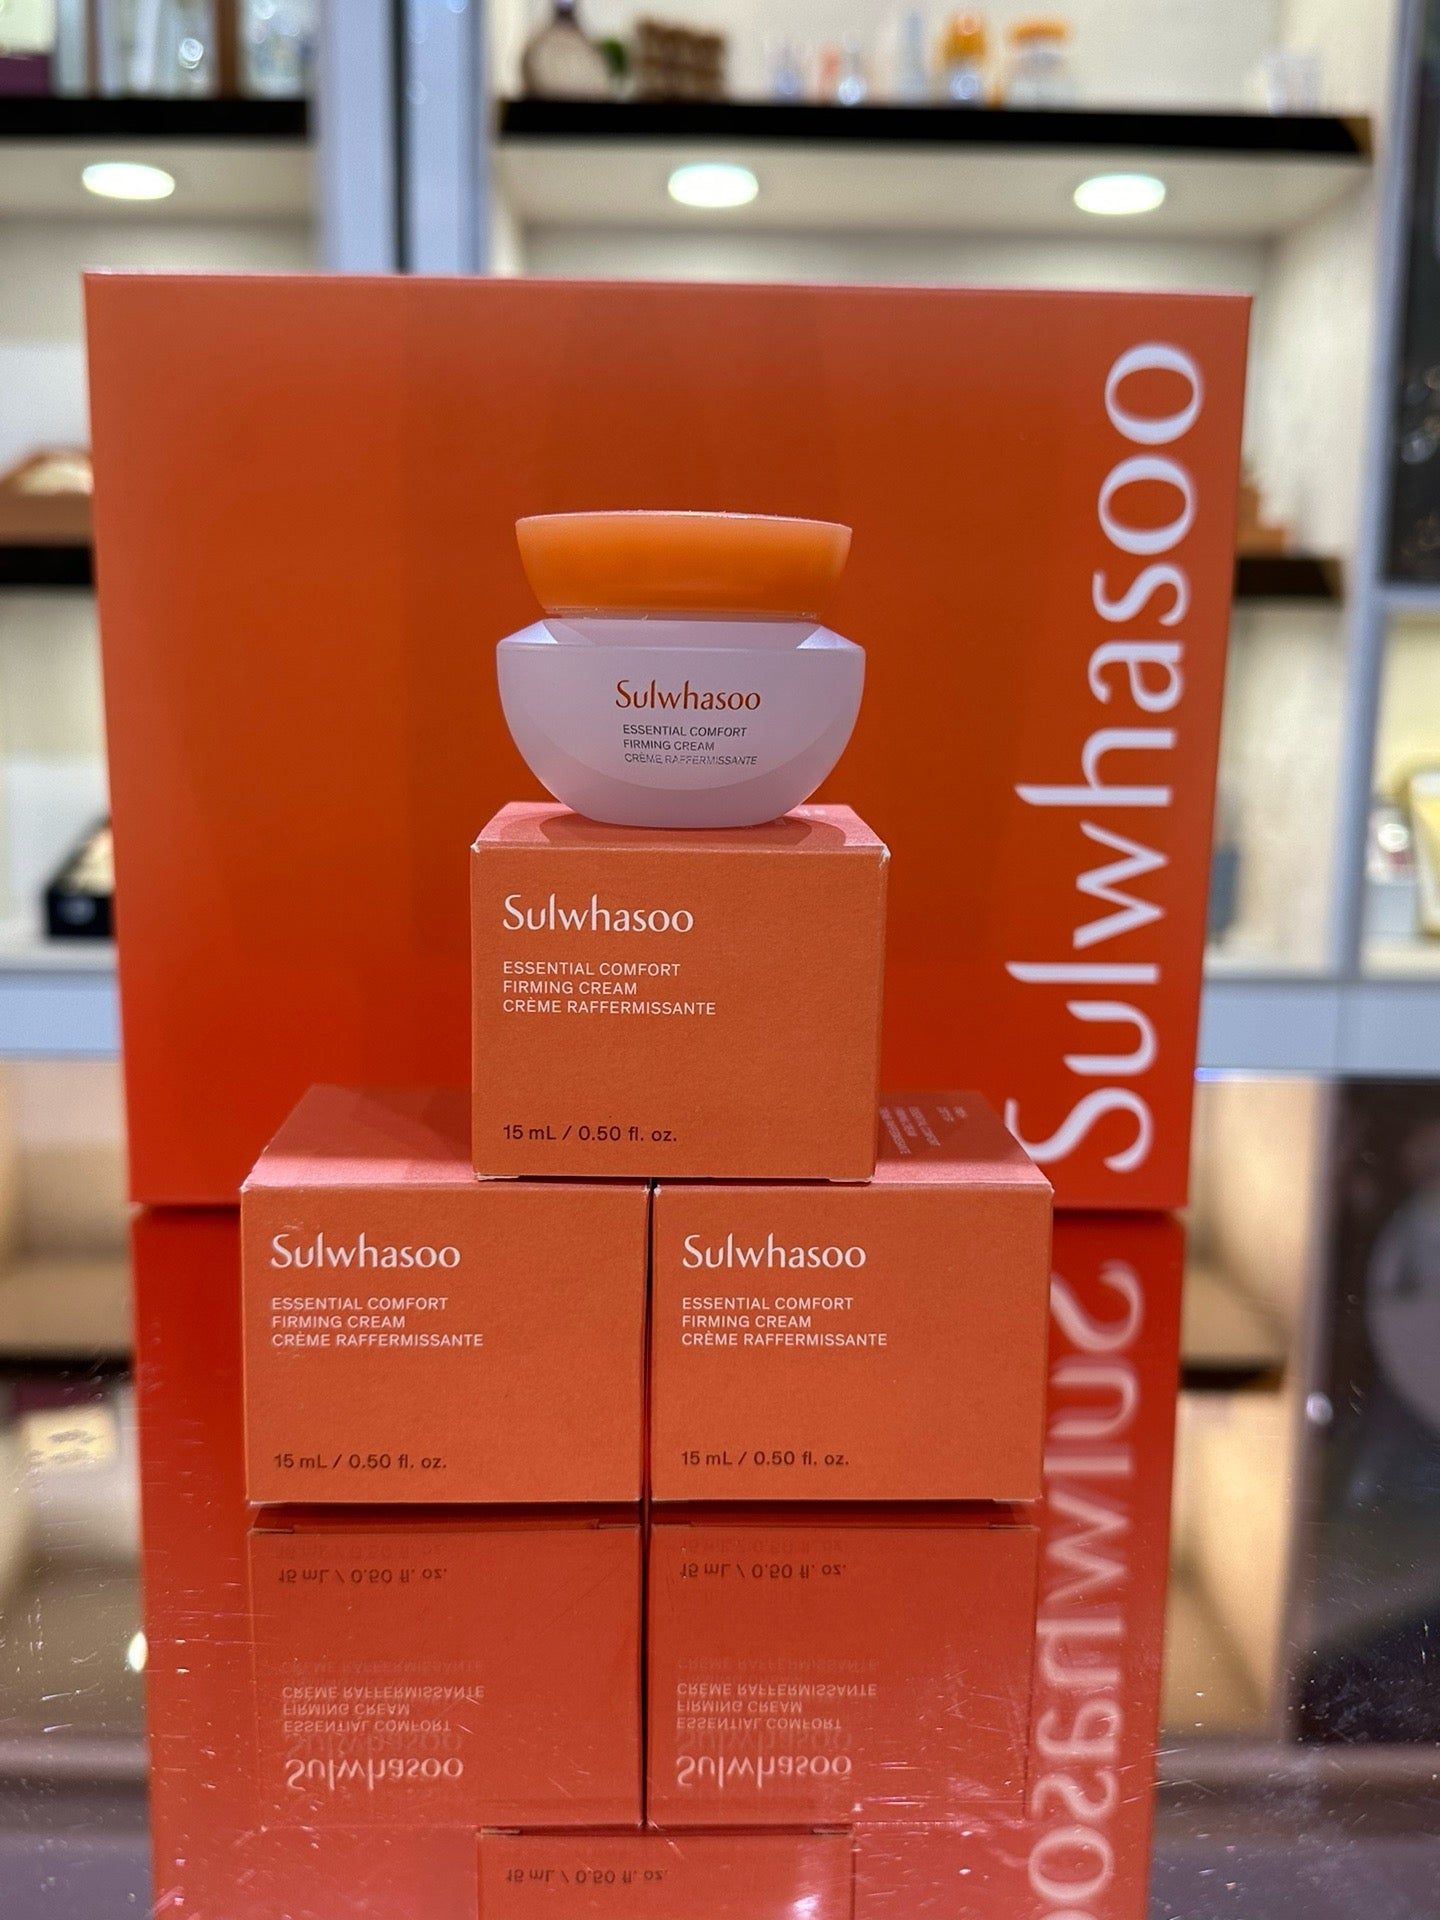 Sulwhasoo
Sulwhasoo
ESSENTIAL COMFORT
FIRMING CREAM
CRÈME RAFFERMISSANTE
Sulwhasoo
ESSENTIAL COMFORT
FIRMING CREAM
CRÈME RAFFERMISSANTE
15 mL / 0.50 fl. oz.
Sulwhasoo
ESSENTIAL COMFORT
FIRMING CREAM
CRÈME RAFFERMISSANTE
15 mL / 0.50 fl. oz.
Sulwhasoo
ESSENTIAL COMFORT
FIRMING CREAM
CRÈME RAFFERMISSANTE
15 mL / 0.50 fl. oz.